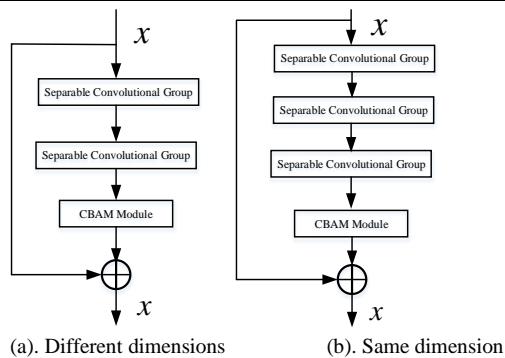 x
Separable Convolutional Group
Separable Convolutional Group
CBAM Module
x
(a). Different dimensions
x
Separable Convolutional Group
Separable Convolutional Group
Separable Convolutional Group
CBAM Module
x
(b). Same dimension